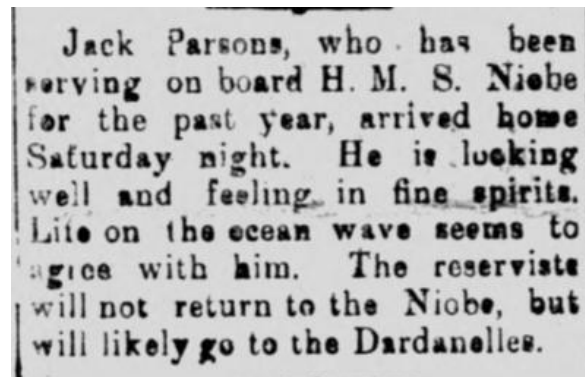 Jack Parsons, who has been
serving on board H. M. S. Niobe
for the past year, arrived home
Saturday night. He is looking
well and feeling in fine spirits.
Life on the ocean wave seems to
agree with him. The reservists
will not return to the Niobe, but
will likely go to the Dardanelles.